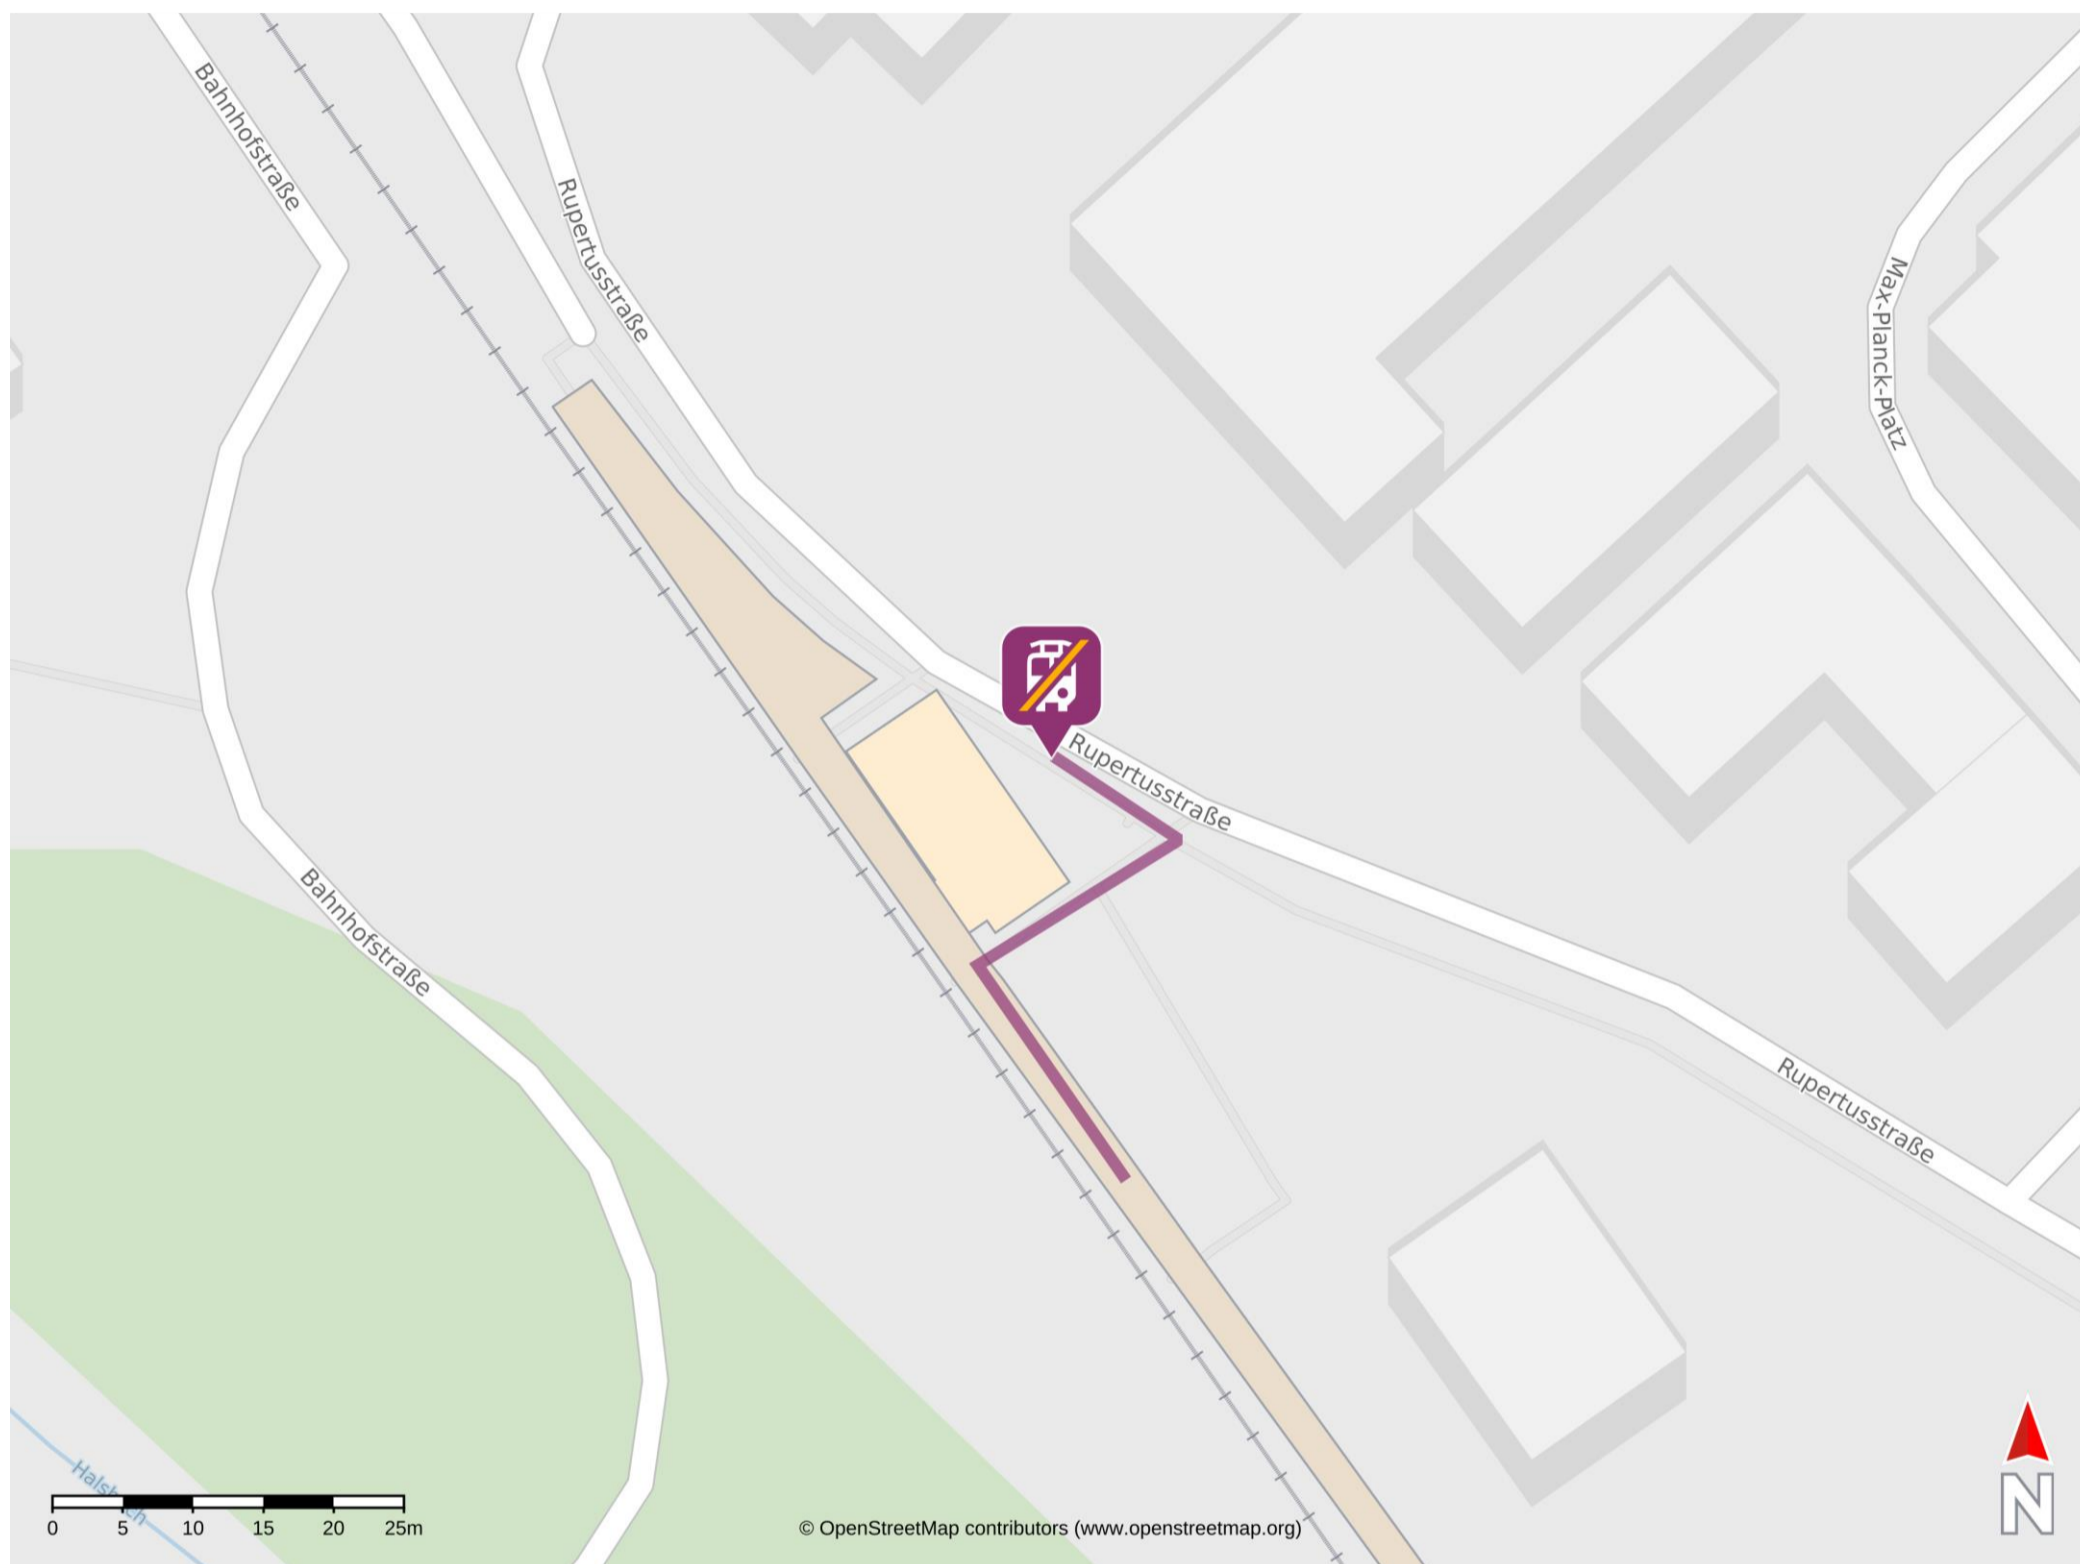 Bahnhofstraße
Rupertusstraße
Max-Planck-Platz
Rupertusstraße
Bahnhofstraße
Rupertusstraße
0 5 10 15 20 25m
© OpenStreetMap contributors (www.openstreetmap.org)
N